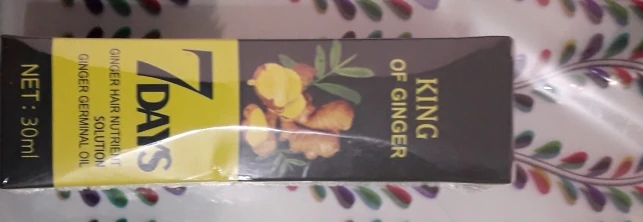 KING
OF GINGER
7 DAYS
GINGER HAIR NUTRIENT
SOLUTION
GINGER GERMINAL OIL
NET: 30ml